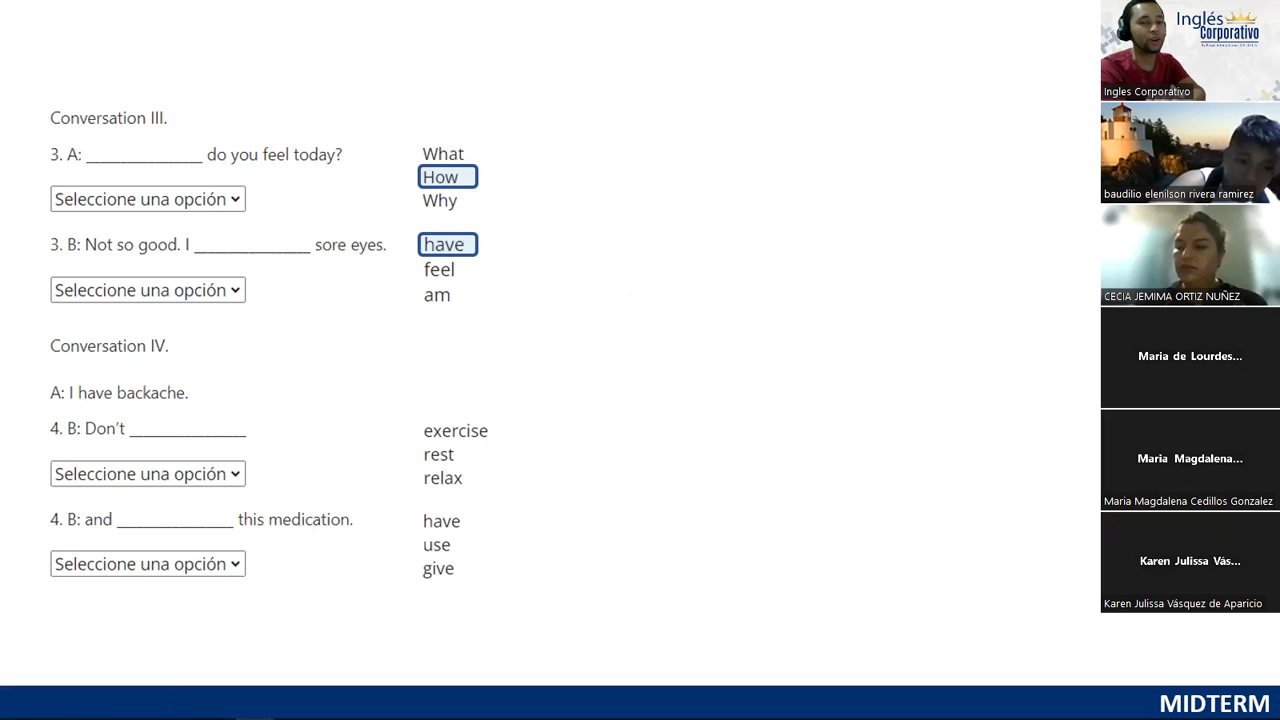 Conversation III.
3. A: ________________ do you feel today?
What
How
Why
Seleccione una opción
3. B: Not so good. I ________________ sore eyes.
have
feel
am
Seleccione una opción
Conversation IV.
A: I have backache.
4. B: Don't ________________
exercise
rest
relax
Seleccione una opción
4. B: and ________________ this medication.
have
use
give
Seleccione una opción
Inglés
Corporativo
Ingles Corporativo
baudilio elenilson rivera ramirez
CECIA JEMIMA ORTIZ NUÑEZ
Maria de Lourdes...
Maria Magdalena...
Maria Magdalena Cedillos Gonzalez
Karen Julissa Vás...
Karen Julissa Vásquez de Aparicio
MIDTERM